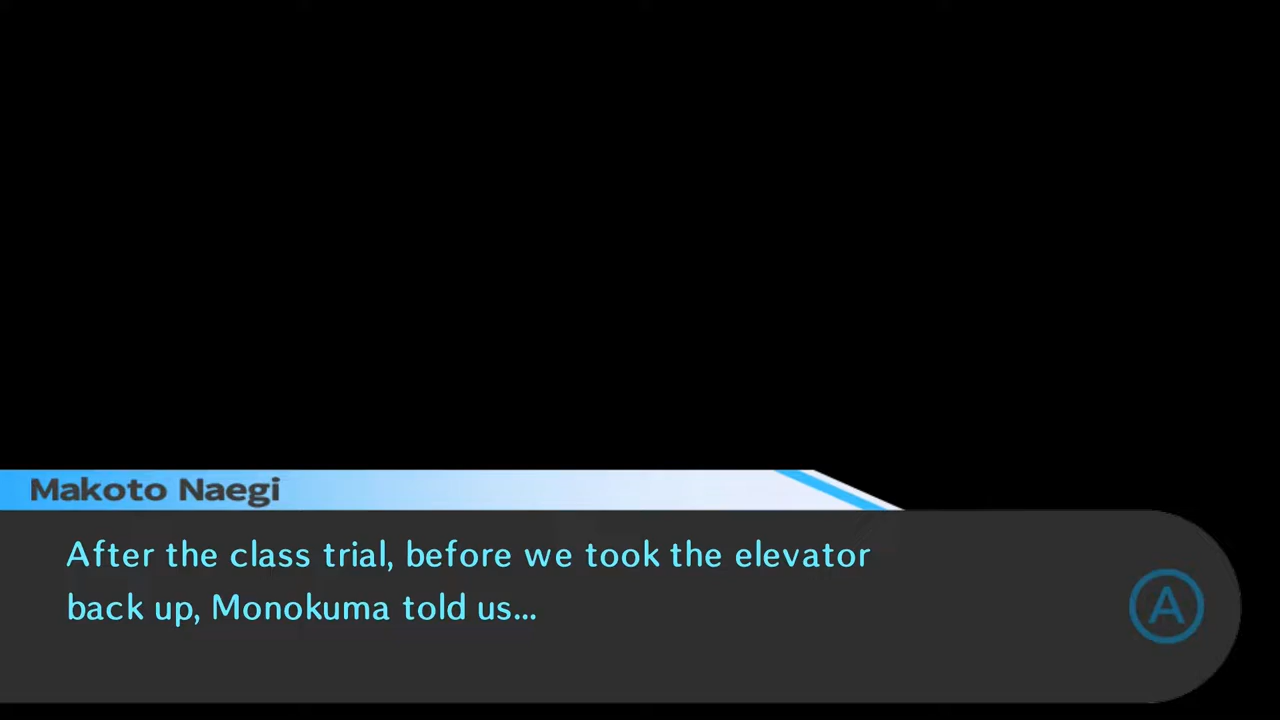 Makoto Naegi
After the class trial, before we took the elevator
back up, Monokuma told us...
A